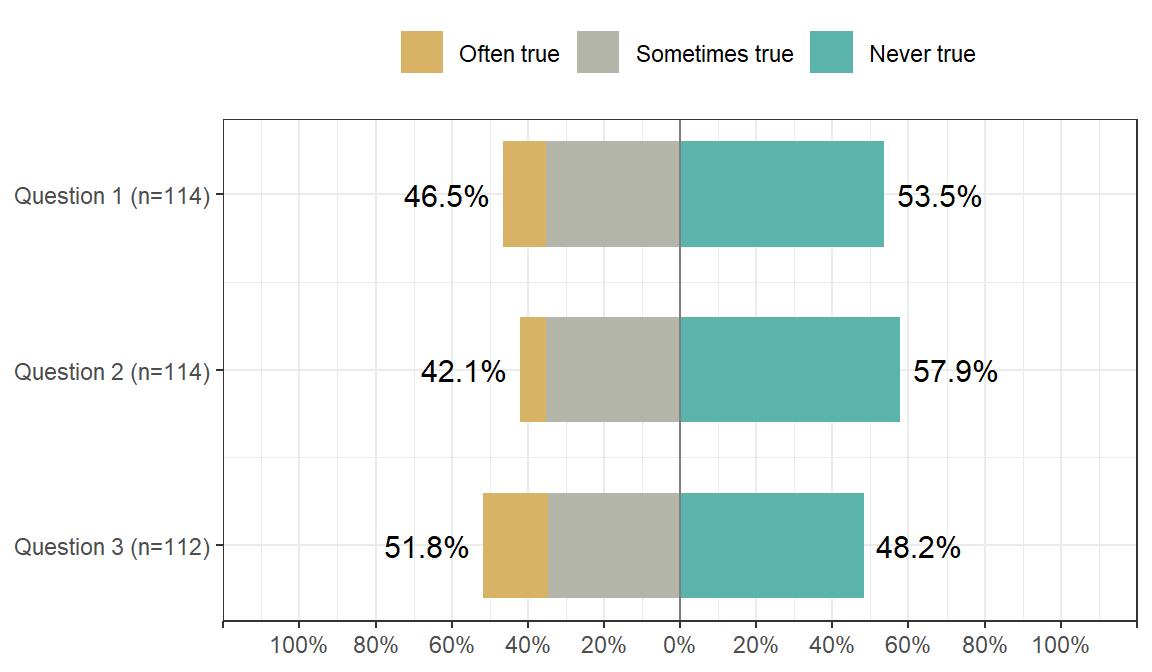 Often true Sometimes true Never true
Question 1 (n=114) 46.5% 53.5%
Question 2 (n=114) 42.1% 57.9%
Question 3 (n=112) 51.8% 48.2%
100% 80% 60% 40% 20% 0% 20% 40% 60% 80% 100%